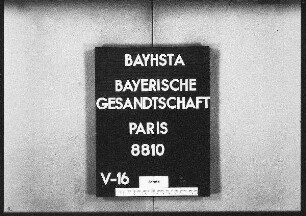 BAYHSTA
BAYERISCHE
GESANDTSCHAFT
PARIS
8810
V-16